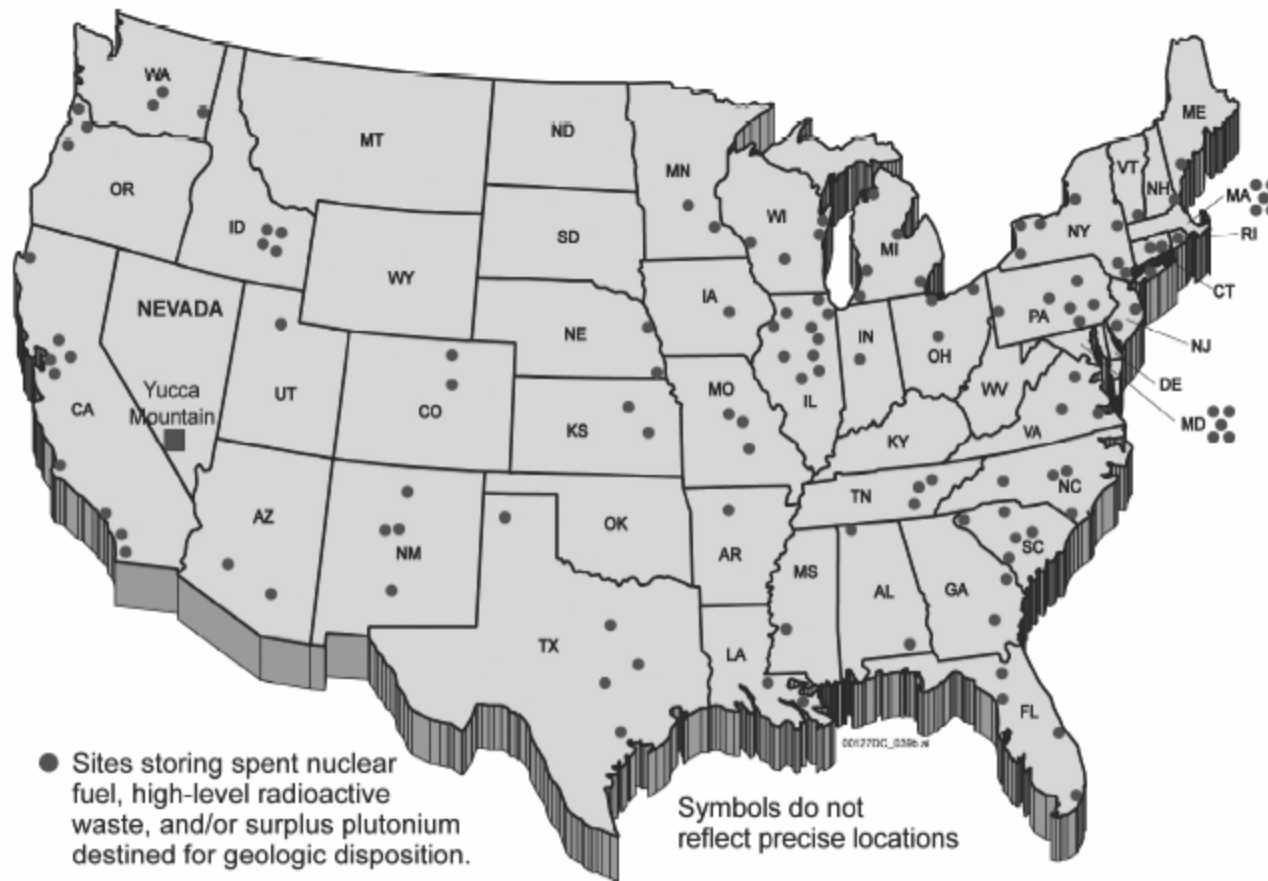 WA
MT
ND
MN
ME
VT
NH
MA
RI
CT
NJ
DE
MD
OR
ID
WY
SD
WI
MI
NY
NEVADA
Yucca
Mountain
CA
UT
CO
NE
KS
IA
MO
IL
IN
OH
PA
WV
VA
KY
AZ
NM
OK
AR
TN
NC
SC
TX
LA
MS
AL
GA
FL
Sites storing spent nuclear
fuel, high-level radioactive
waste, and/or surplus plutonium
destined for geologic disposition.
Symbols do not
reflect precise locations